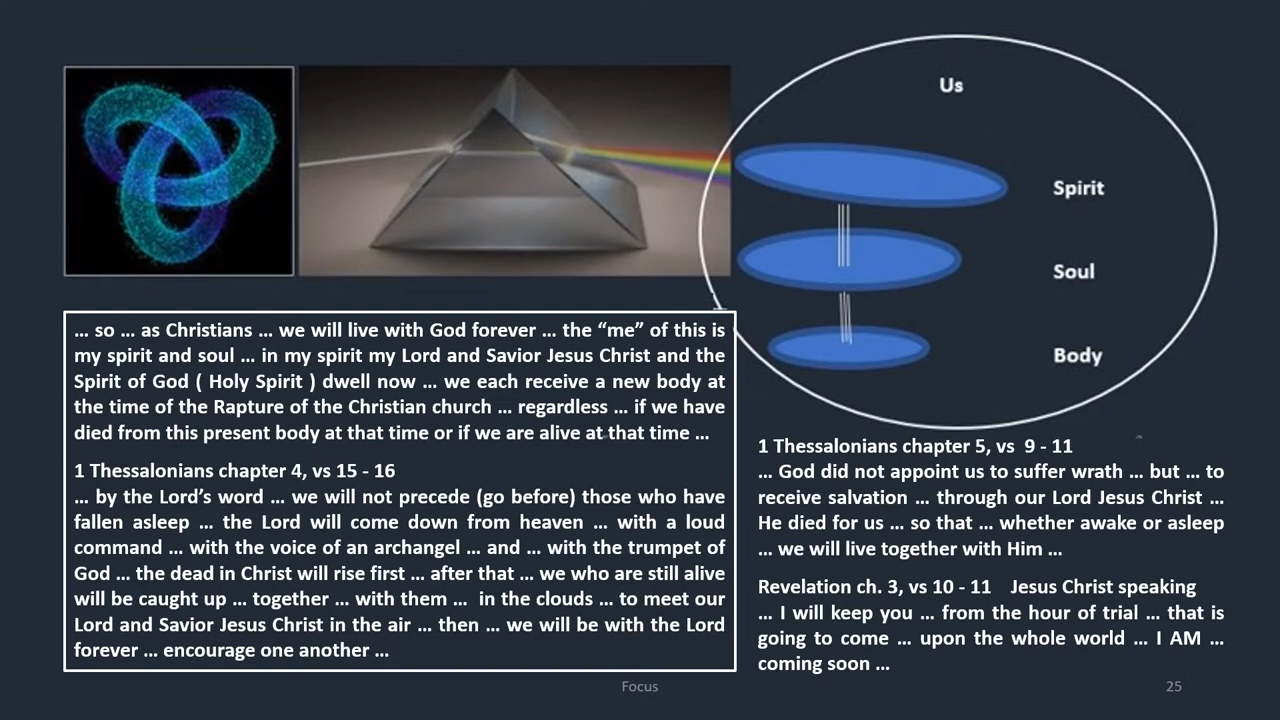 Us
Spirit
Soul
Body
… so … as Christians … we will live with God forever … the “me” of this is
my spirit and soul … in my spirit my Lord and Savior Jesus Christ and the
Spirit of God ( Holy Spirit ) dwell now … we each receive a new body at
the time of the Rapture of the Christian church … regardless … if we have
died from this present body at that time or if we are alive at that time …
1 Thessalonians chapter 4, vs 15 - 16
… by the Lord’s word … we will not precede (go before) those who have
fallen asleep … the Lord will come down from heaven … with a loud
command … with the voice of an archangel … and … with the trumpet of
God … the dead in Christ will rise first … after that … we who are still alive
will be caught up … together … with them … in the clouds … to meet our
Lord and Savior Jesus Christ in the air … then … we will be with the Lord
forever … encourage one another …
1 Thessalonians chapter 5, vs 9 - 11
… God did not appoint us to suffer wrath … but … to
receive salvation … through our Lord Jesus Christ …
He died for us … so that … whether awake or asleep
… we will live together with Him …
Revelation ch. 3, vs 10 - 11 Jesus Christ speaking
… I will keep you … from the hour of trial … that is
going to come … upon the whole world … I AM …
coming soon …
Focus
25